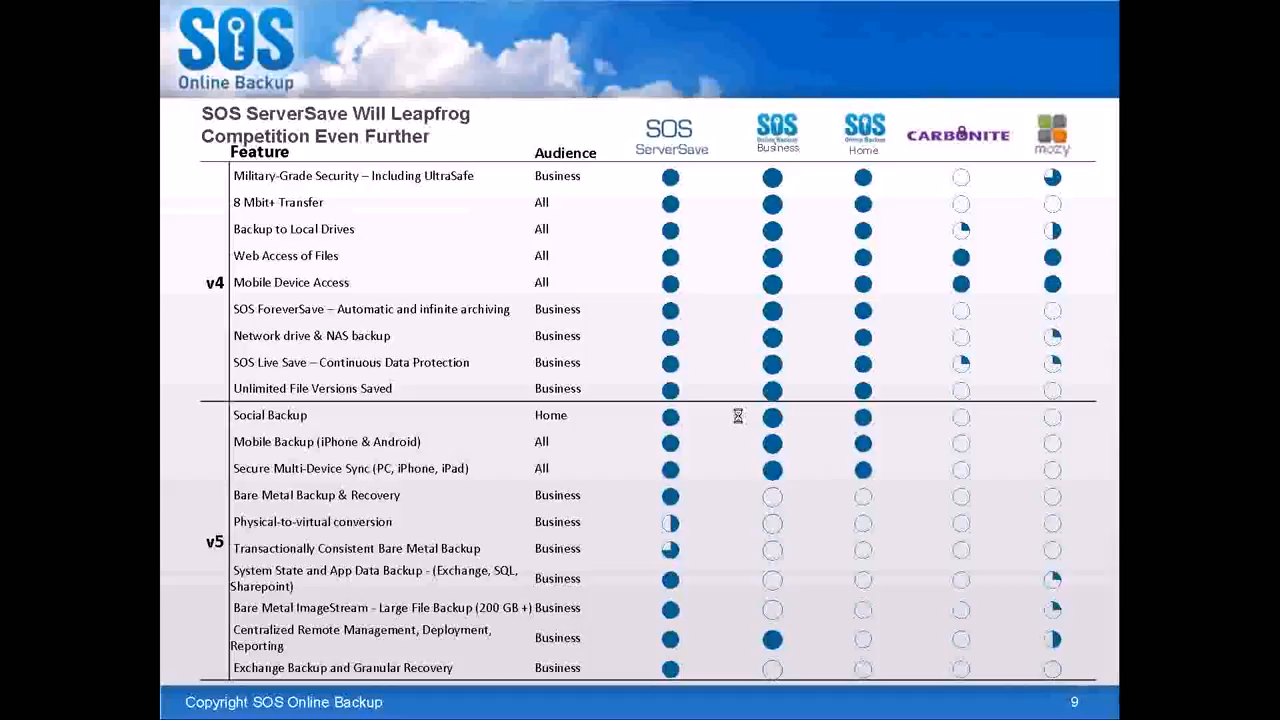 SOS
Online Backup
SOS ServerSave Will Leapfrog
Competition Even Further
Feature
Audience
SOS
ServerSave
SOS
Online Backup
Business
SOS
Online Backup
Home
CARBONITE
mozy
Military-Grade Security – Including UltraSafe Business
8 Mbit+ Transfer All
Backup to Local Drives All
Web Access of Files All
v4 Mobile Device Access All
SOS ForeverSave – Automatic and infinite archiving Business
Network drive & NAS backup Business
SOS Live Save – Continuous Data Protection Business
Unlimited File Versions Saved Business
Social Backup Home
Mobile Backup (iPhone & Android) All
Secure Multi-Device Sync (PC, iPhone, iPad) All
Bare Metal Backup & Recovery Business
Physical-to-virtual conversion Business
v5
Transactionally Consistent Bare Metal Backup Business
System State and App Data Backup - (Exchange, SQL,
Sharepoint) Business
Bare Metal ImageStream - Large File Backup (200 GB +) Business
Centralized Remote Management, Deployment,
Reporting Business
Exchange Backup and Granular Recovery Business
Copyright SOS Online Backup 9